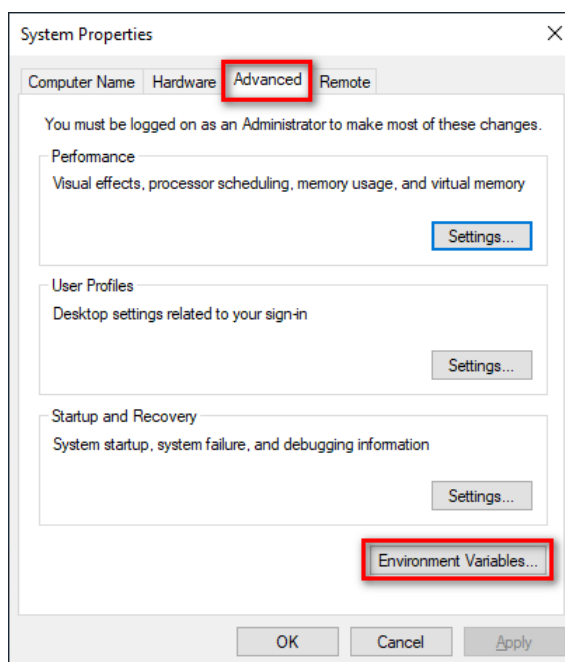 System Properties
Computer Name Hardware Advanced Remote
You must be logged on as an Administrator to make most of these changes.
Performance
Visual effects, processor scheduling, memory usage, and virtual memory
Settings...
User Profiles
Desktop settings related to your sign-in
Settings...
Startup and Recovery
System startup, system failure, and debugging information
Settings...
Environment Variables...
OK Cancel Apply